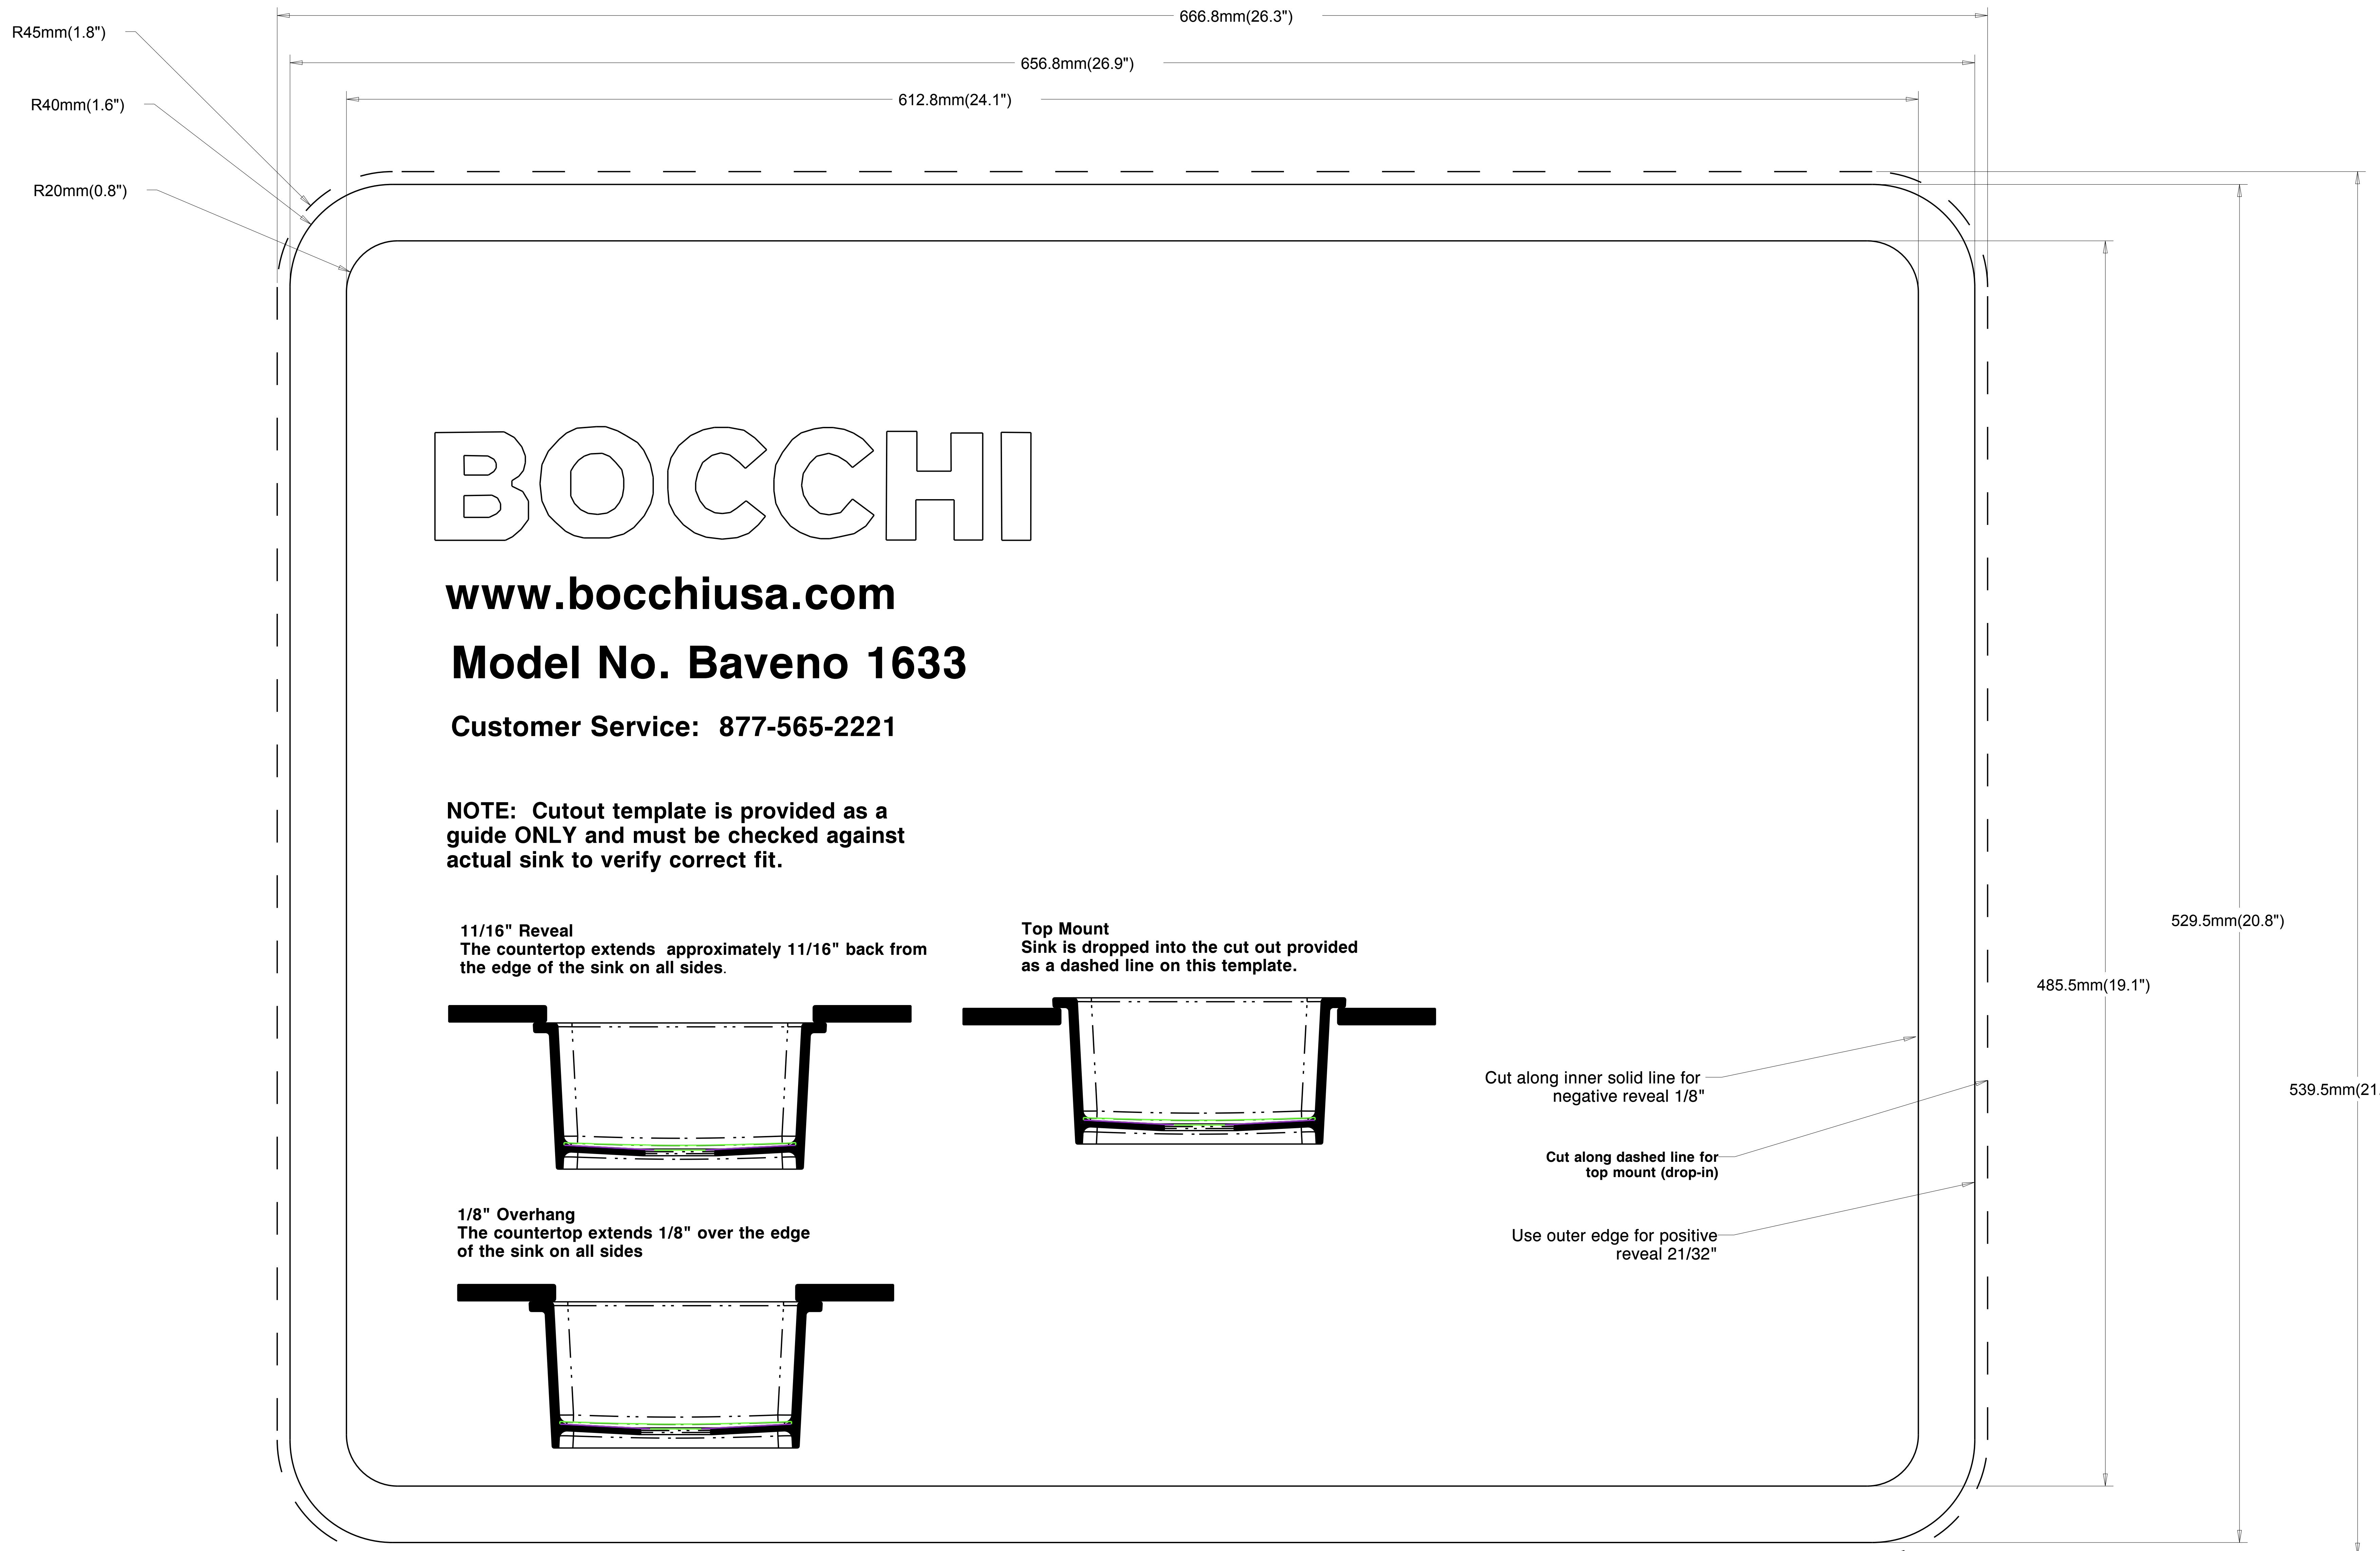 666.8mm(26.3")
R45mm(1.8")
656.8mm(26.9")
612.8mm(24.1")
R40mm(1.6")
R20mm(0.8")
BOCCHI
www.bocchiusa.com
Model No. Baveno 1633
Customer Service: 877-565-2221
NOTE: Cutout template is provided as a
guide ONLY and must be checked against
actual sink to verify correct fit.
11/16" Reveal
The countertop extends approximately 11/16" back from
the edge of the sink on all sides.
Top Mount
Sink is dropped into the cut out provided
as a dashed line on this template.
1/8" Overhang
The countertop extends 1/8" over the edge
of the sink on all sides
Cut along inner solid line for
negative reveal 1/8"
Cut along dashed line for
top mount (drop-in)
Use outer edge for positive
reveal 21/32"
529.5mm(20.8")
485.5mm(19.1")
539.5mm(21.